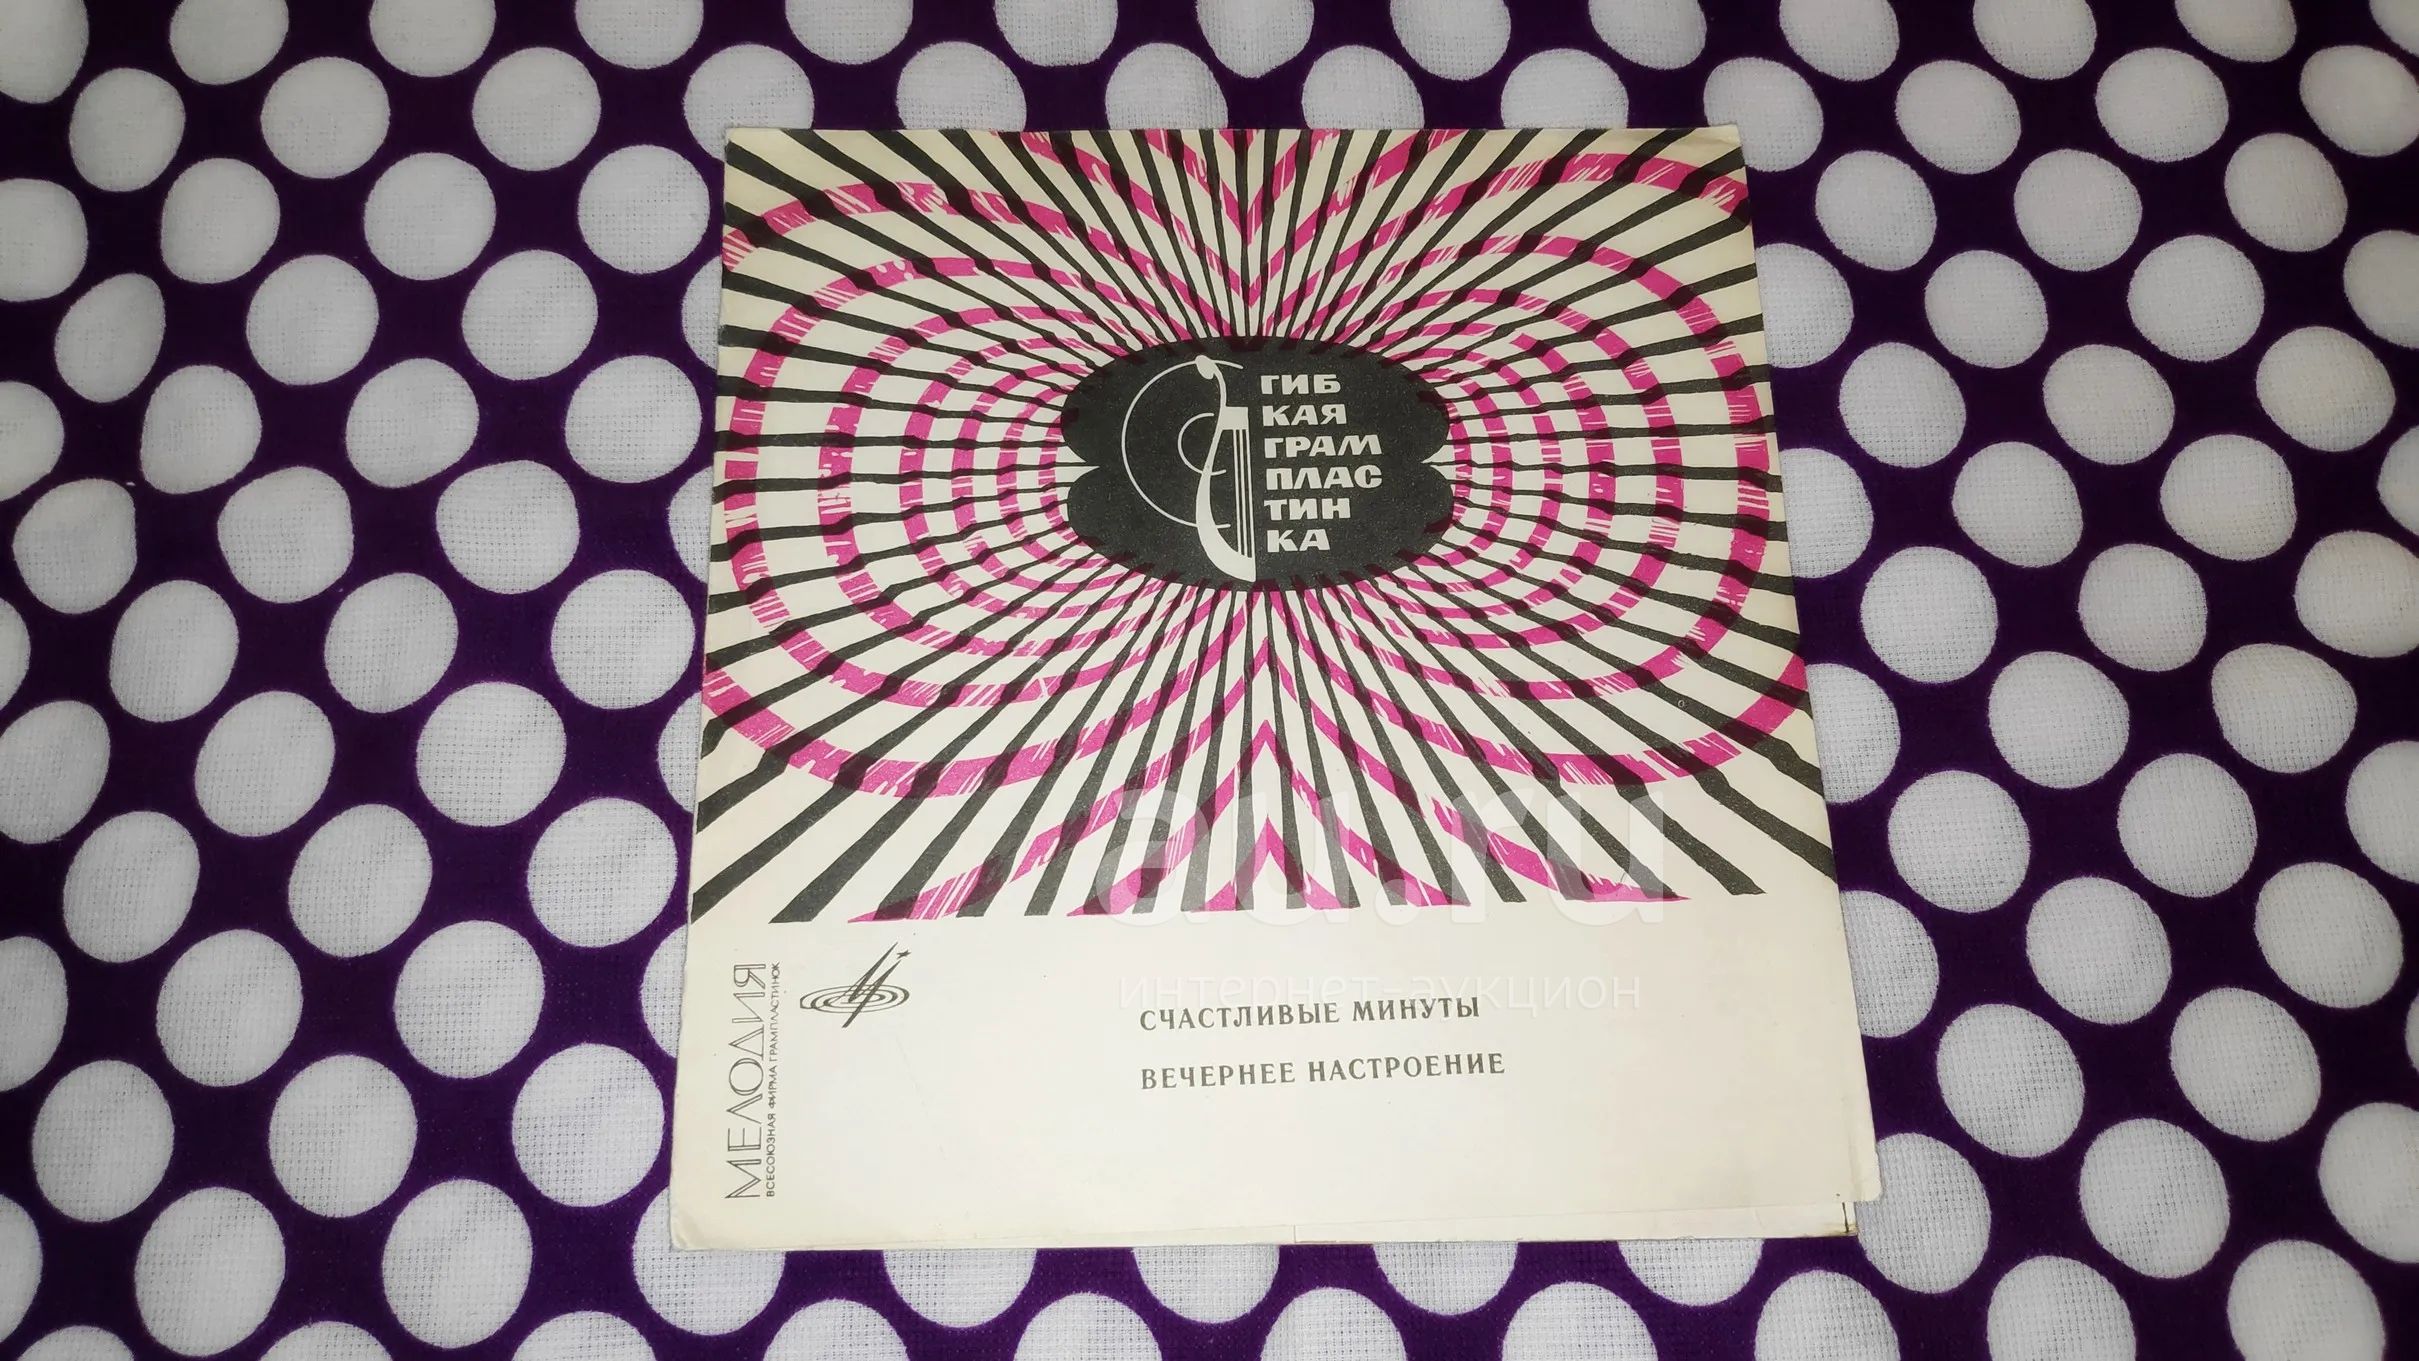 ГИБ
КАЯ
ГРАМ
ПЛАС
ТИН
КА
au.ru
интернет-аукцион
МЕЛОДИЯ
ВСЕСОЮЗНАЯ ФИРМА ГРАМПЛАСТИНОК
СЧАСТЛИВЫЕ МИНУТЫ
ВЕЧЕРНЕЕ НАСТРОЕНИЕ